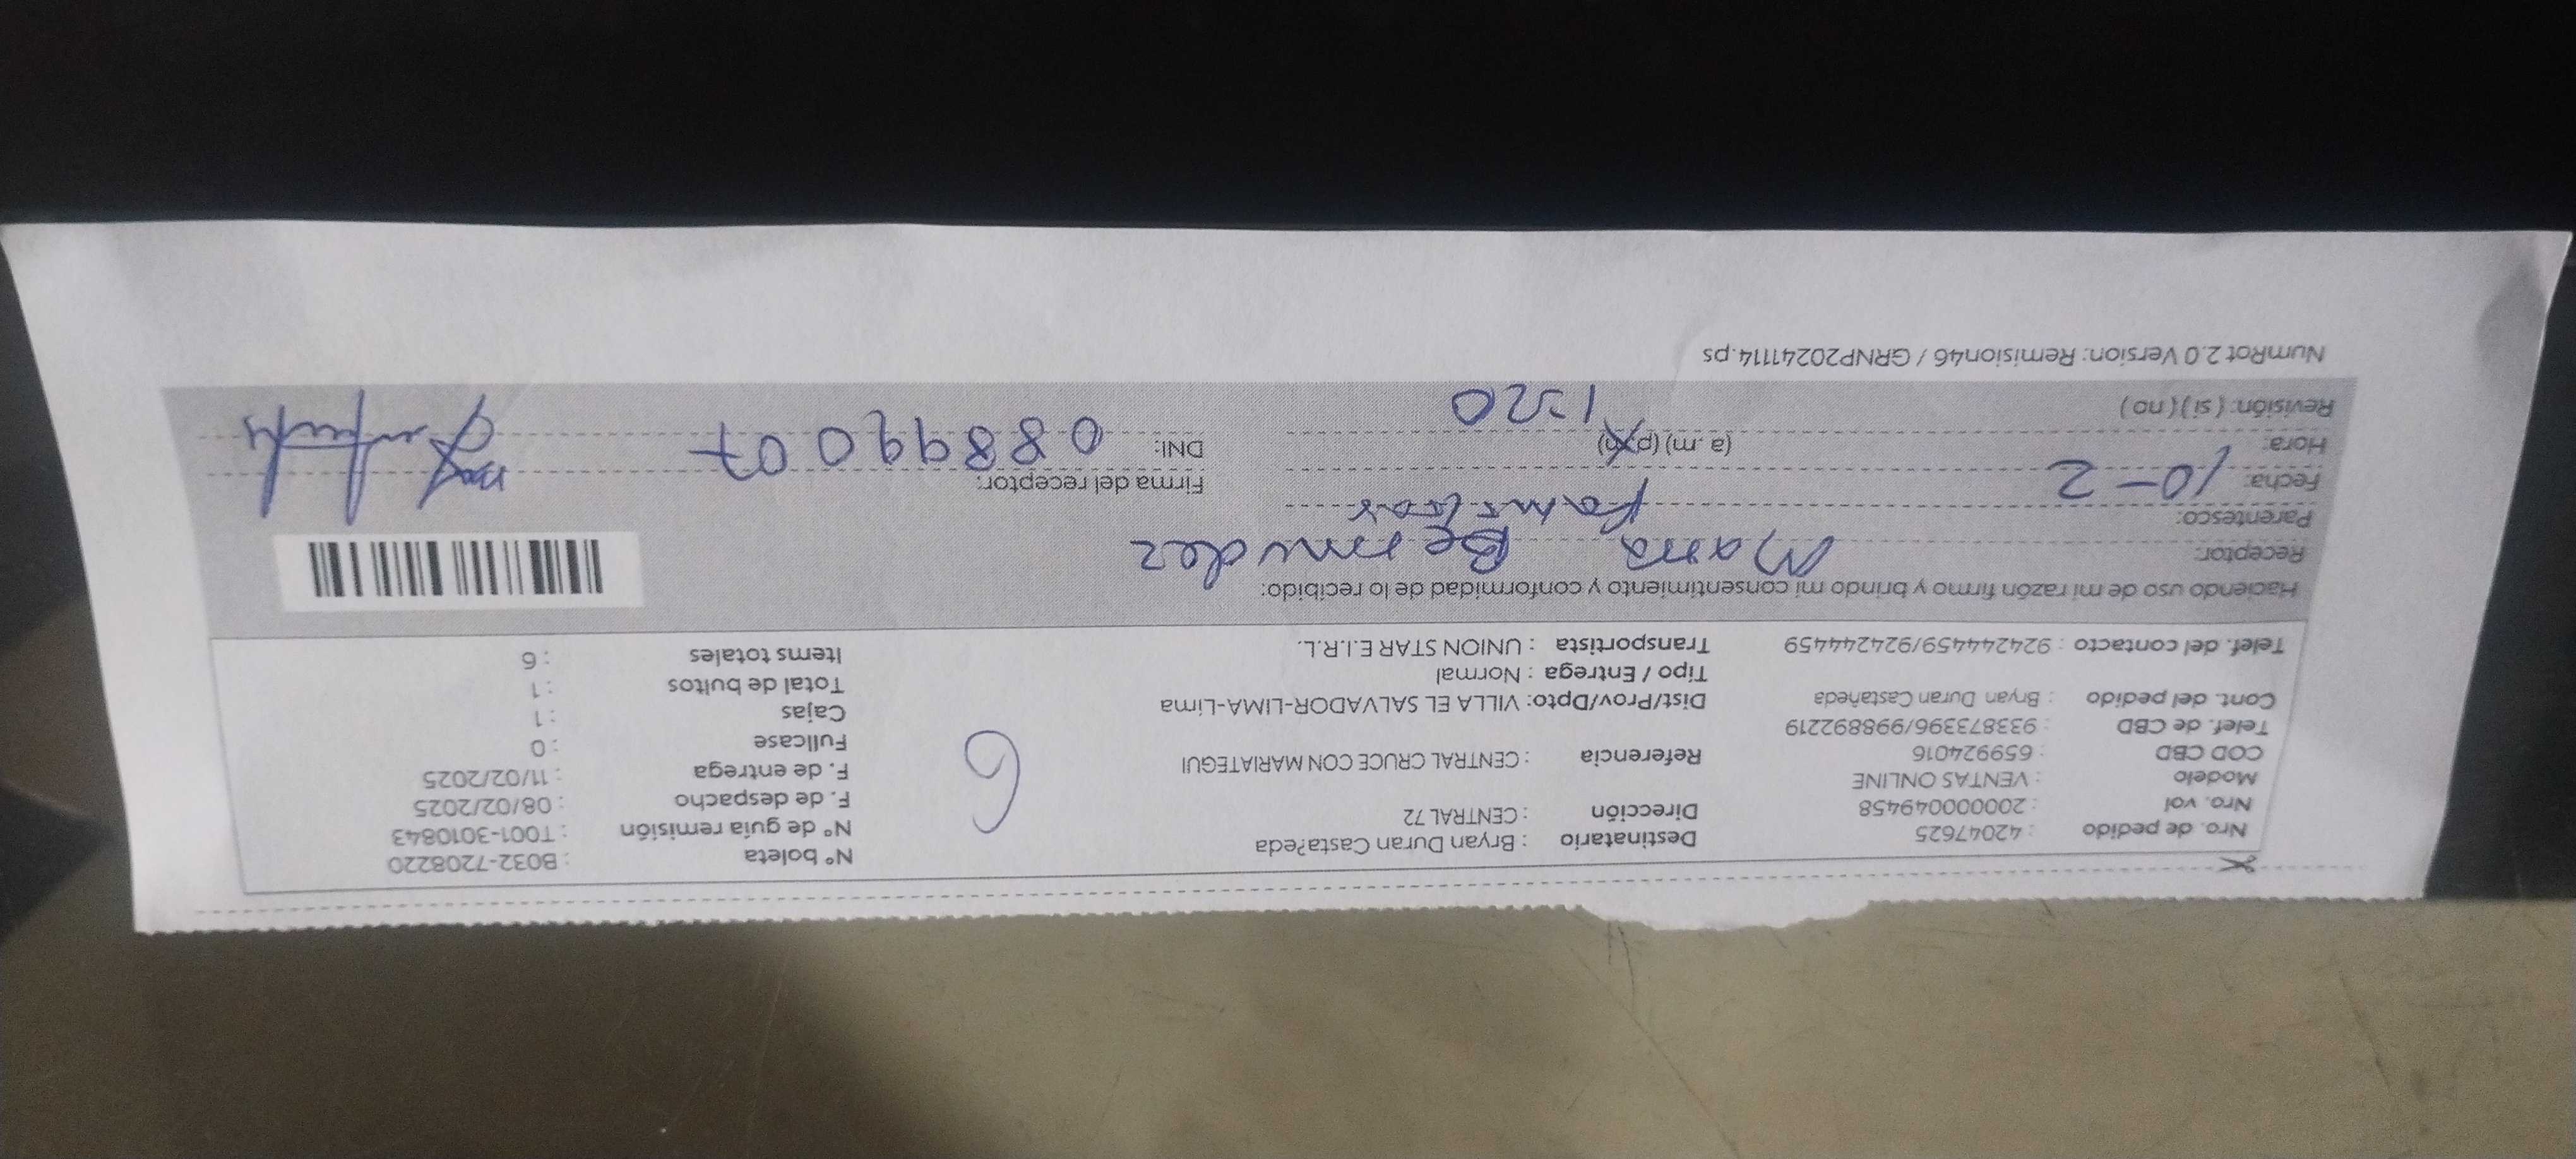 Nro. de pedido : 42047625
Nro. vol : 20000000449458
Modelo : VENTAS ONLINE
COD CBD : 659924016
Telef. de CBD : 933873396/998892219
Cont. del pedido : Bryan Duran Castañeda
Telef. del contacto : 924244459/924244459
Destinatario : Bryan Duran Casta?eda
Dirección : CENTRAL 72
Referencia : CENTRAL CRUCE CON MARIATEGUI
Dist/Prov/Dpto: VILLA EL SALVADOR-LIMA-Lima
Tipo / Entrega : Normal
Transportista : UNION STAR E.I.R.L.
6
N° boleta : B032-7208220
N° de guía remisión : T001-3010843
F. de despacho : 08/02/2025
F. de entrega : 11/02/2025
Fullcase : 0
Cajas : 1
Total de bultos : 1
Items totales : 6
Haciendo uso de mi razón firmo y brindo mi consentimiento y conformidad de lo recibido:
Receptor: Maria Bermudez
Parentesco: familiar
Fecha: 10-2
Hora: (a.m) (p.m) 1:20
Revisión: (si) (no)
Firma del receptor:
DNI: 08899007
NumRot 2.0 Version: Remision46 / GRNP20241114.ps